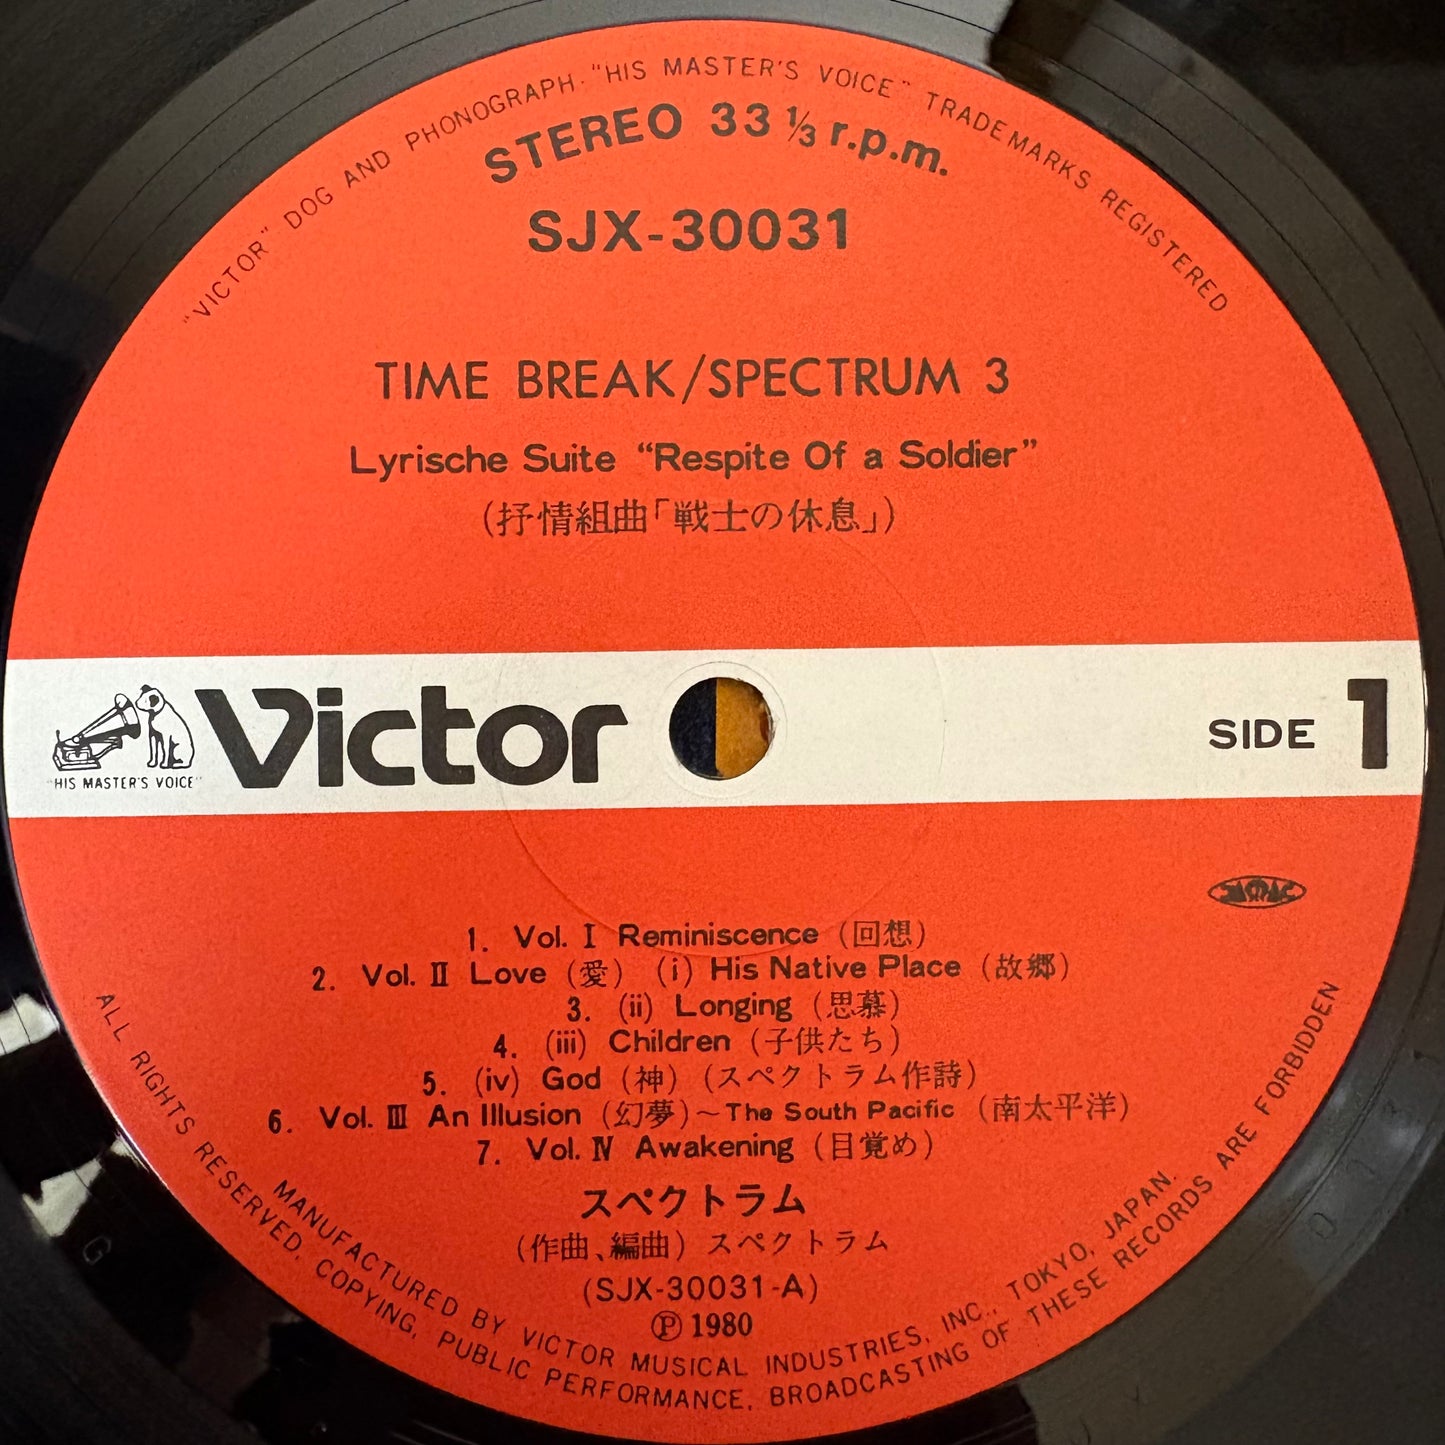 "VICTOR" DOG AND PHONOGRAPH. "HIS MASTER'S VOICE" TRADE MARKS REGISTERED
STEREO 33 1/3 r.p.m.
SJX-30031
TIME BREAK/SPECTRUM 3
Lyrische Suite “Respite Of a Soldier”
(抒情組曲「戦士の休息」)
"HIS MASTER'S VOICE"
Victor
SIDE 1
1. Vol. Ⅰ Reminiscence (回想)
2. Vol. Ⅱ Love (愛) (i) His Native Place (故郷)
3. (ii) Longing (思慕)
4. (iii) Children (子供たち)
5. (iv) God (神) (スペクトラム作詩)
6. Vol. Ⅲ An Illusion (幻夢)～The South Pacific (南太平洋)
7. Vol. Ⅳ Awakening (目覚め)
スペクトラム
(作曲、編曲) スペクトラム
(SJX-30031-A)
Ⓟ 1980
MANUFACTURED BY VICTOR MUSICAL INDUSTRIES, INC., TOKYO, JAPAN.
ALL RIGHTS RESERVED. COPYING, PUBLIC PERFORMANCE, BROADCASTING OF THESE RECORDS ARE FORBIDDEN